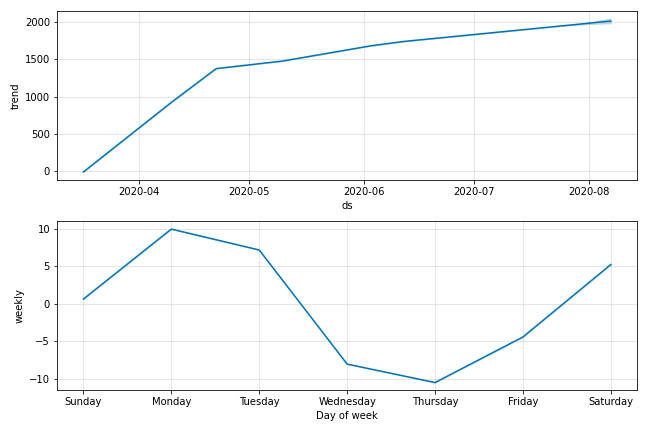 2000
1500
1000
500
0
trend
2020-04 2020-05 2020-06 2020-07 2020-08
ds
10
5
0
−5
−10
weekly
Sunday Monday Tuesday Wednesday Thursday Friday Saturday
Day of week